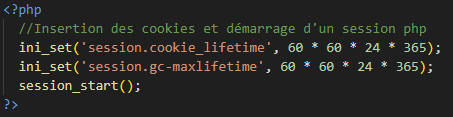 <?php
//Insertion des cookies et démarrage d'un session php
ini_set('session.cookie_lifetime', 60 * 60 * 24 * 365);
ini_set('session.gc-maxlifetime', 60 * 60 * 24 * 365);
session_start();
?>